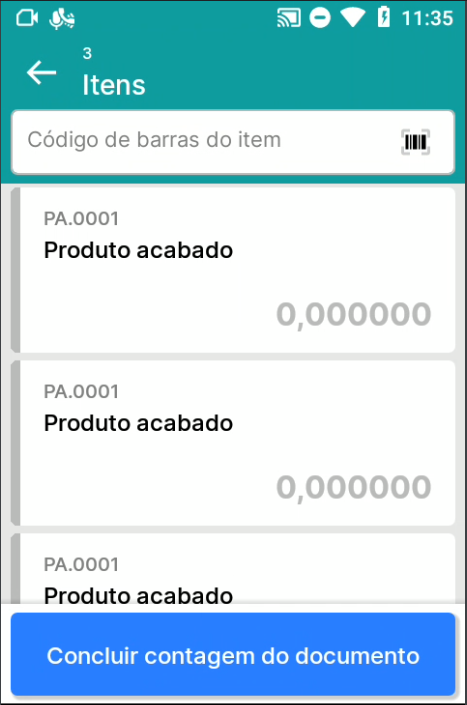 11:35
3
Itens
Código de barras do item
PA.0001
Produto acabado
0,000000
PA.0001
Produto acabado
0,000000
PA.0001
Produto acabado
Concluir contagem do documento